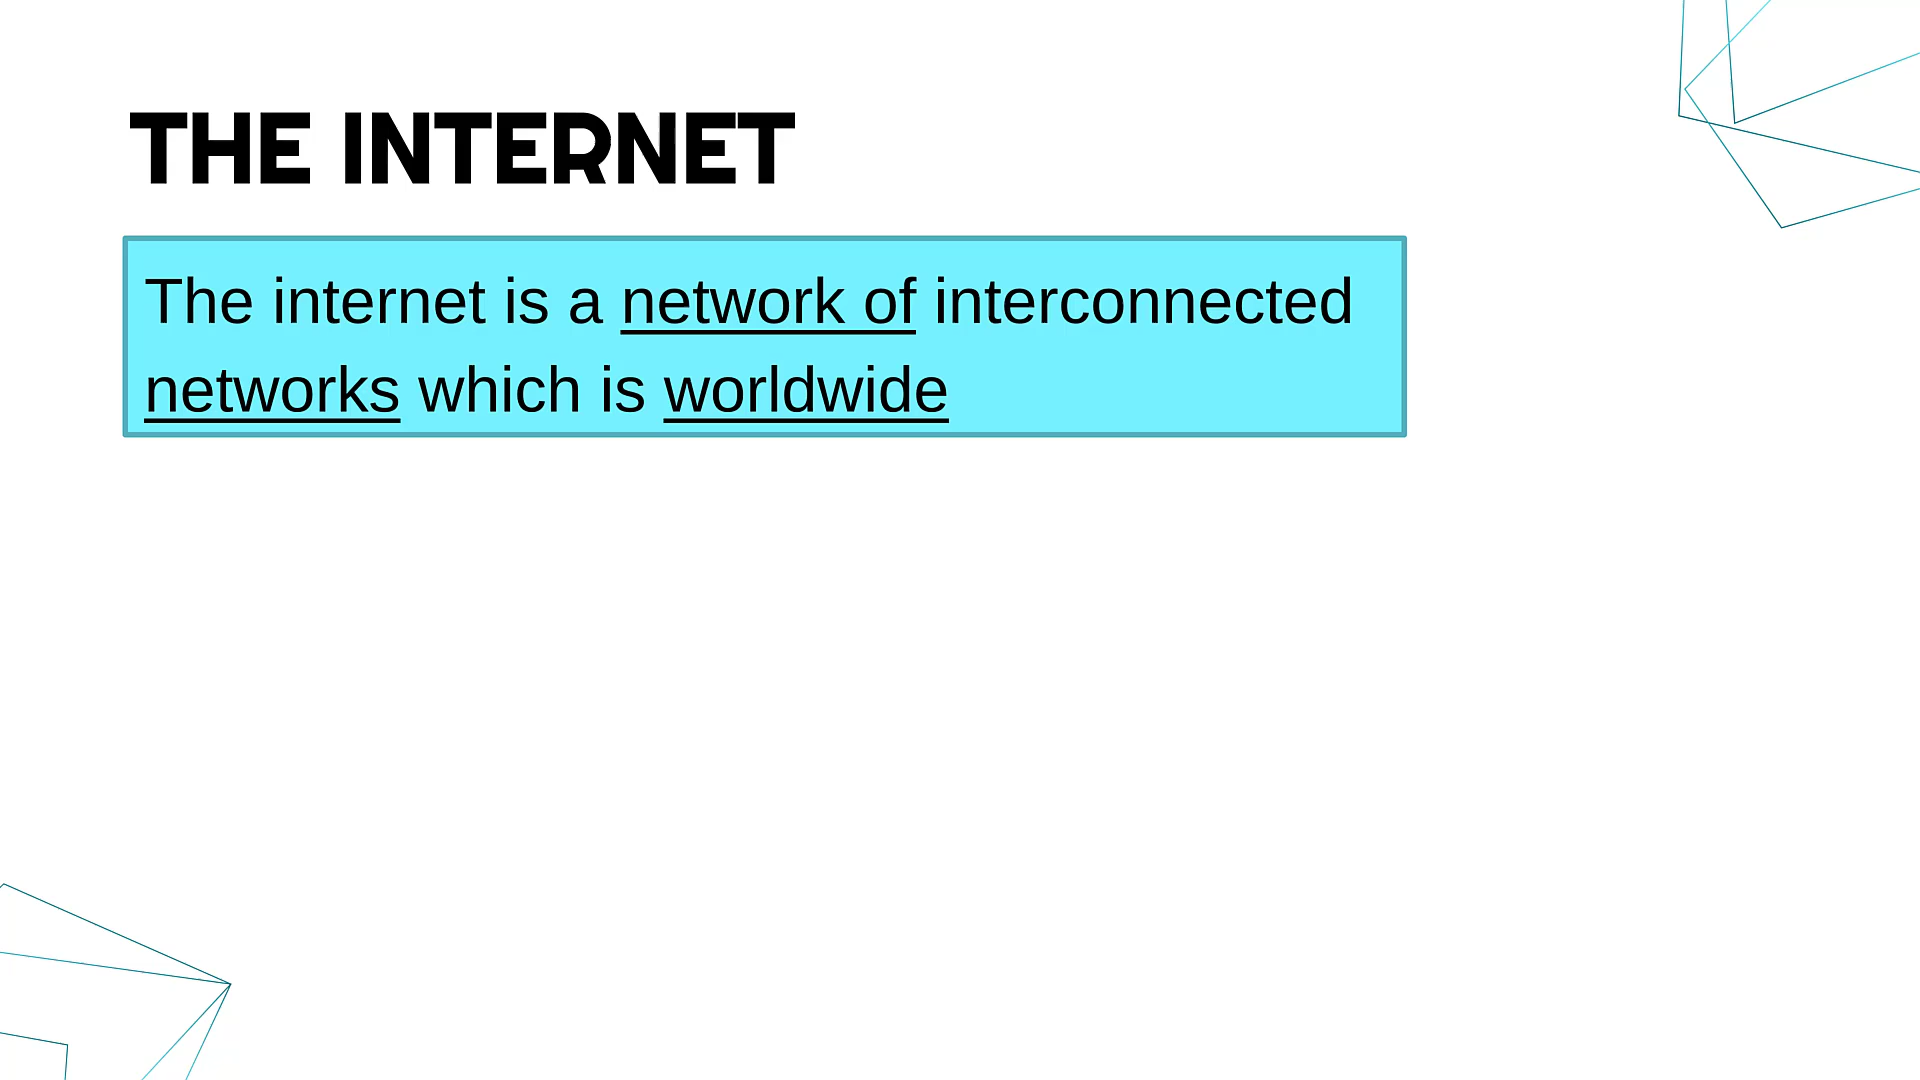 THE INTERNET
The internet is a network of interconnected
networks which is worldwide